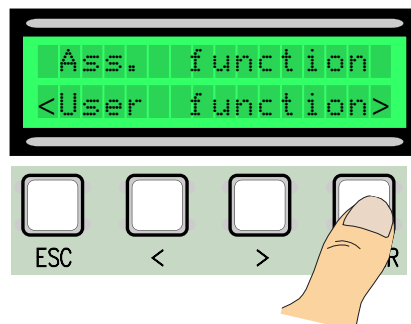 Ass. function
<User function>
ESC < > R